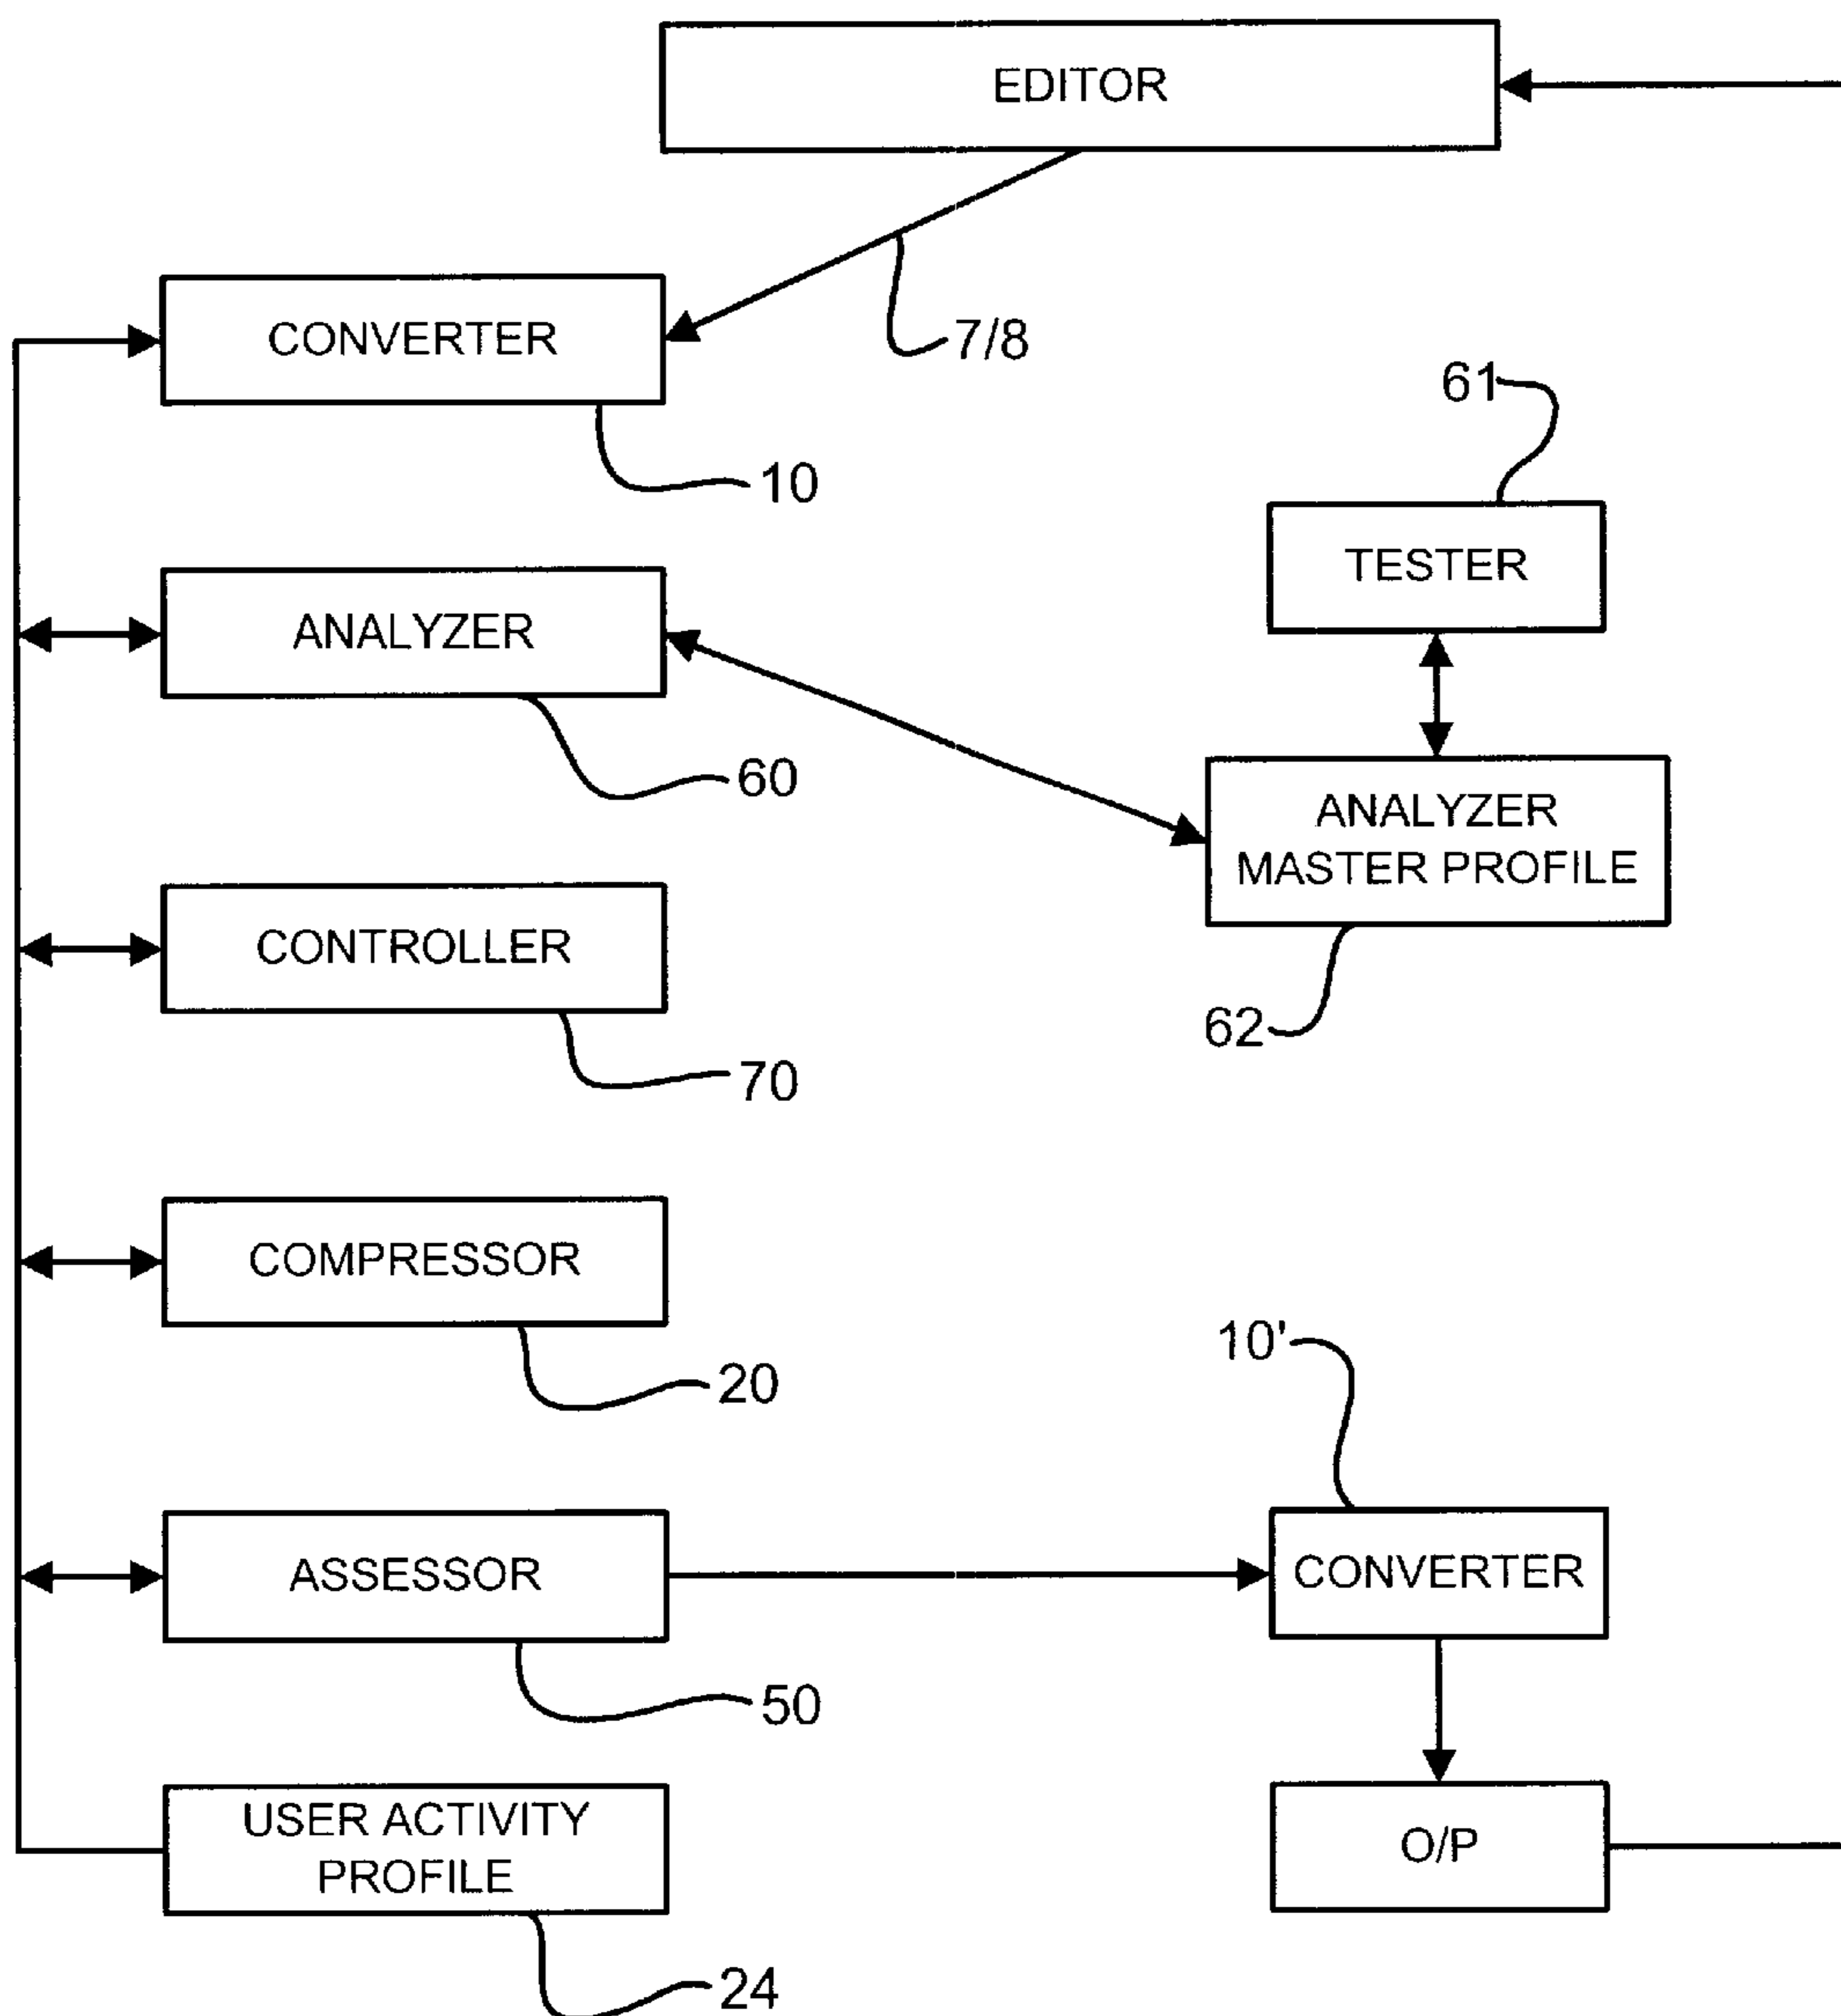 EDITOR
7/8
CONVERTER
10
61
TESTER
ANALYZER
60
ANALYZER
MASTER PROFILE
62
CONTROLLER
70
COMPRESSOR
20
10'
ASSESSOR
50
CONVERTER
USER ACTIVITY
PROFILE
24
O/P